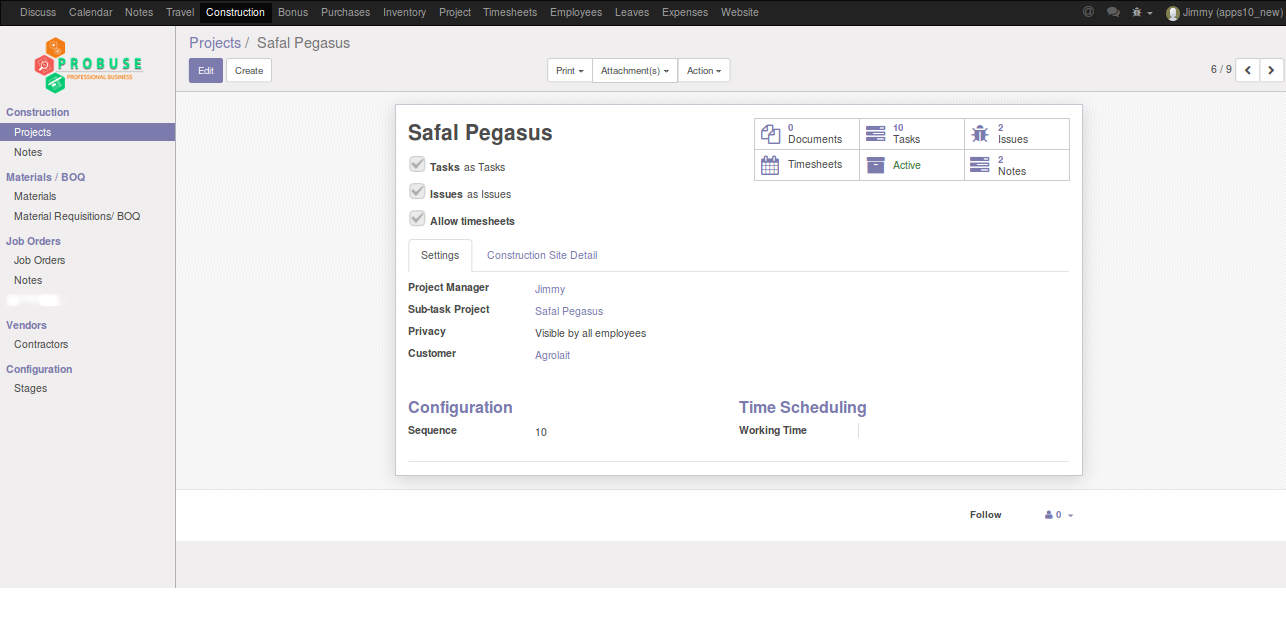 Discuss Calendar Notes Travel Construction Bonus Purchases Inventory Project Timesheets Employees Leaves Expenses Website @ Jimmy (apps10_new)
PROBUSE
PROFESSIONAL BUSINESS
Construction
Projects
Notes
Materials / BOQ
Materials
Material Requisitions/ BOQ
Job Orders
Job Orders
Notes
Vendors
Contractors
Configuration
Stages
Projects / Safal Pegasus
Edit Create Print Attachment(s) Action 6 / 9
Safal Pegasus
0 Documents
10 Tasks
2 Issues
Timesheets
Active
2 Notes
Tasks as Tasks
Issues as Issues
Allow timesheets
Settings Construction Site Detail
Project Manager Jimmy
Sub-task Project Safal Pegasus
Privacy Visible by all employees
Customer Agrolait
Configuration
Sequence 10
Time Scheduling
Working Time
Follow 0